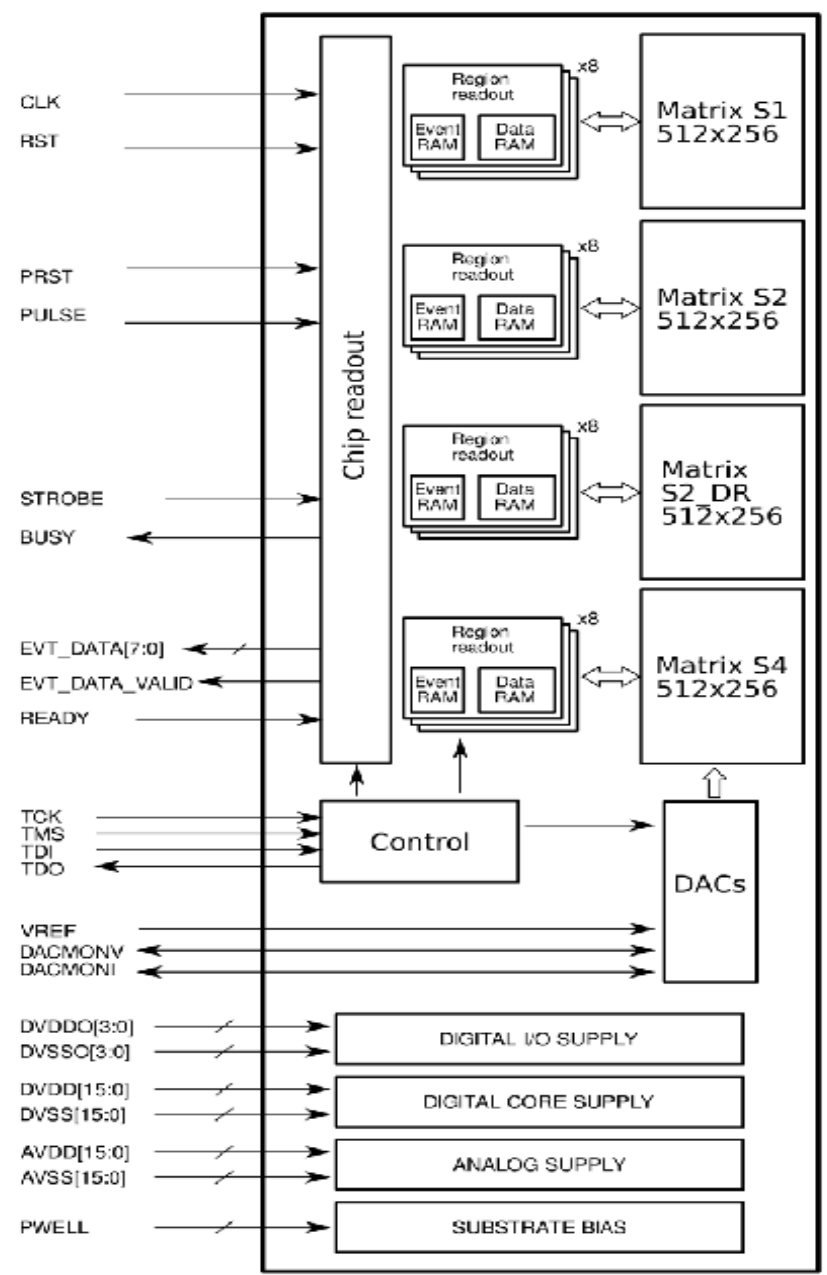 CLK
RST
PRST
PULSE
STROBE
BUSY
EVT_DATA[7:0]
EVT_DATA_VALID
READY
TCK
TMS
TDI
TDO
VREF
DACMONV
DACMONI
DVDDO[3:0]
DVSSO[3:0]
DVDD[15:0]
DVSS[15:0]
AVDD[15:0]
AVSS[15:0]
PWELL
Chip readout
x8
Region
readout
Event
RAM
Data
RAM
Matrix S1
512x256
x8
Region
readout
Event
RAM
Data
RAM
Matrix S2
512x256
x8
Region
readout
Event
RAM
Data
RAM
Matrix
S2_DR
512x256
x8
Region
readout
Event
RAM
Data
RAM
Matrix S4
512x256
Control
DACs
DIGITAL I/O SUPPLY
DIGITAL CORE SUPPLY
ANALOG SUPPLY
SUBSTRATE BIAS